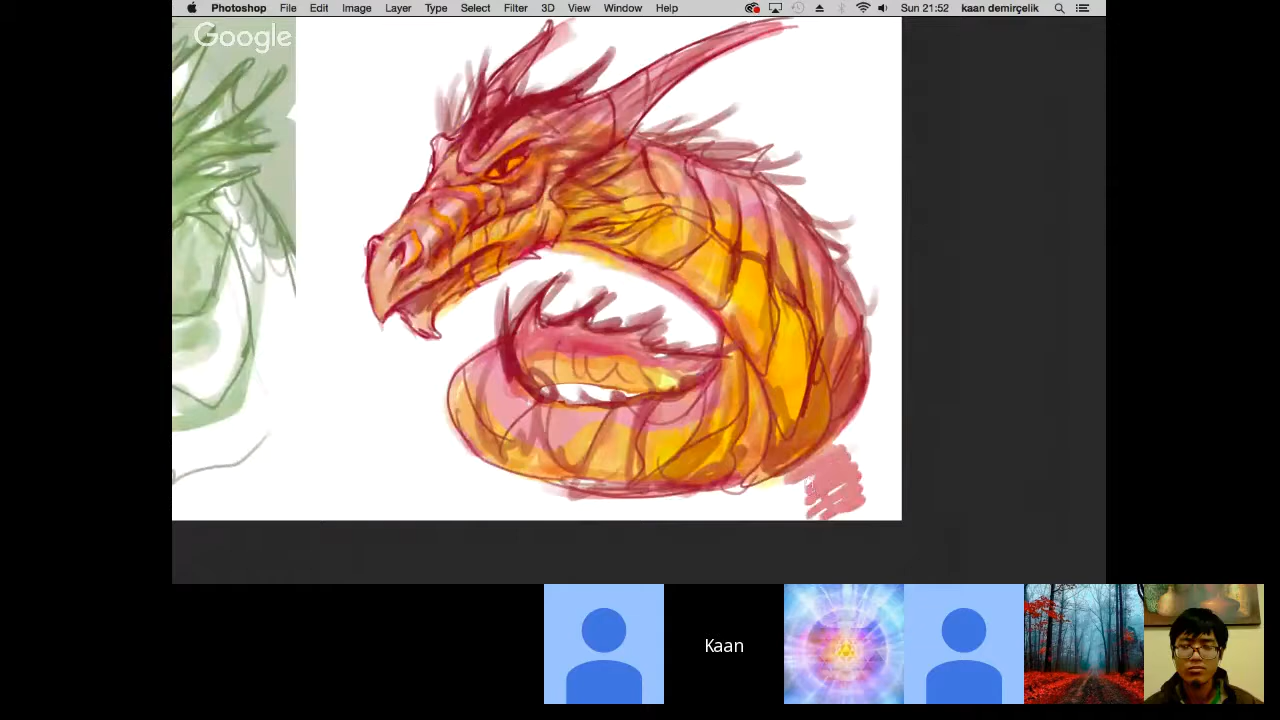 Photoshop File Edit Image Layer Type Select Filter 3D View Window Help Sun 21:52 kaan demirçelik
Google
Kaan